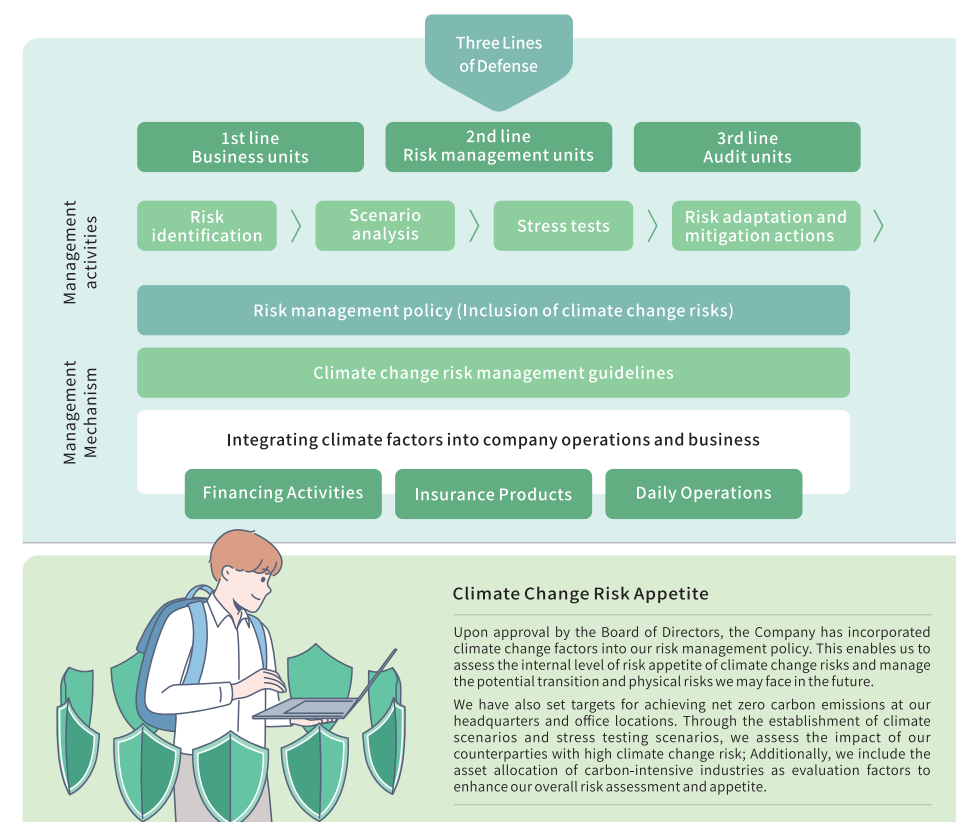 Three Lines
of Defense
1st line
Business units
2nd line
Risk management units
3rd line
Audit units
Management
activities
Risk
identification
Scenario
analysis
Stress tests
Risk adaptation and
mitigation actions
Risk management policy (Inclusion of climate change risks)
Management
Mechanism
Climate change risk management guidelines
Integrating climate factors into company operations and business
Financing Activities
Insurance Products
Daily Operations
Climate Change Risk Appetite
Upon approval by the Board of Directors, the Company has incorporated
climate change factors into our risk management policy. This enables us to
assess the internal level of risk appetite of climate change risks and manage
the potential transition and physical risks we may face in the future.
We have also set targets for achieving net zero carbon emissions at our
headquarters and office locations. Through the establishment of climate
scenarios and stress testing scenarios, we assess the impact of our
counterparties with high climate change risk; Additionally, we include the
asset allocation of carbon-intensive industries as evaluation factors to
enhance our overall risk assessment and appetite.